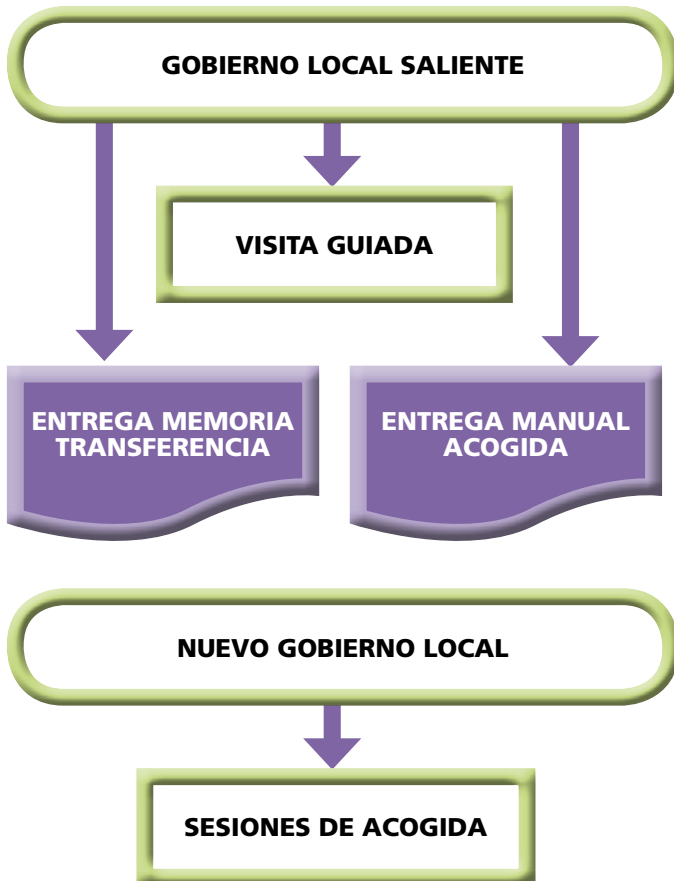 GOBIERNO LOCAL SALIENTE
VISITA GUIADA
ENTREGA MEMORIA
TRANSFERENCIA
ENTREGA MANUAL
ACOGIDA
NUEVO GOBIERNO LOCAL
SESIONES DE ACOGIDA